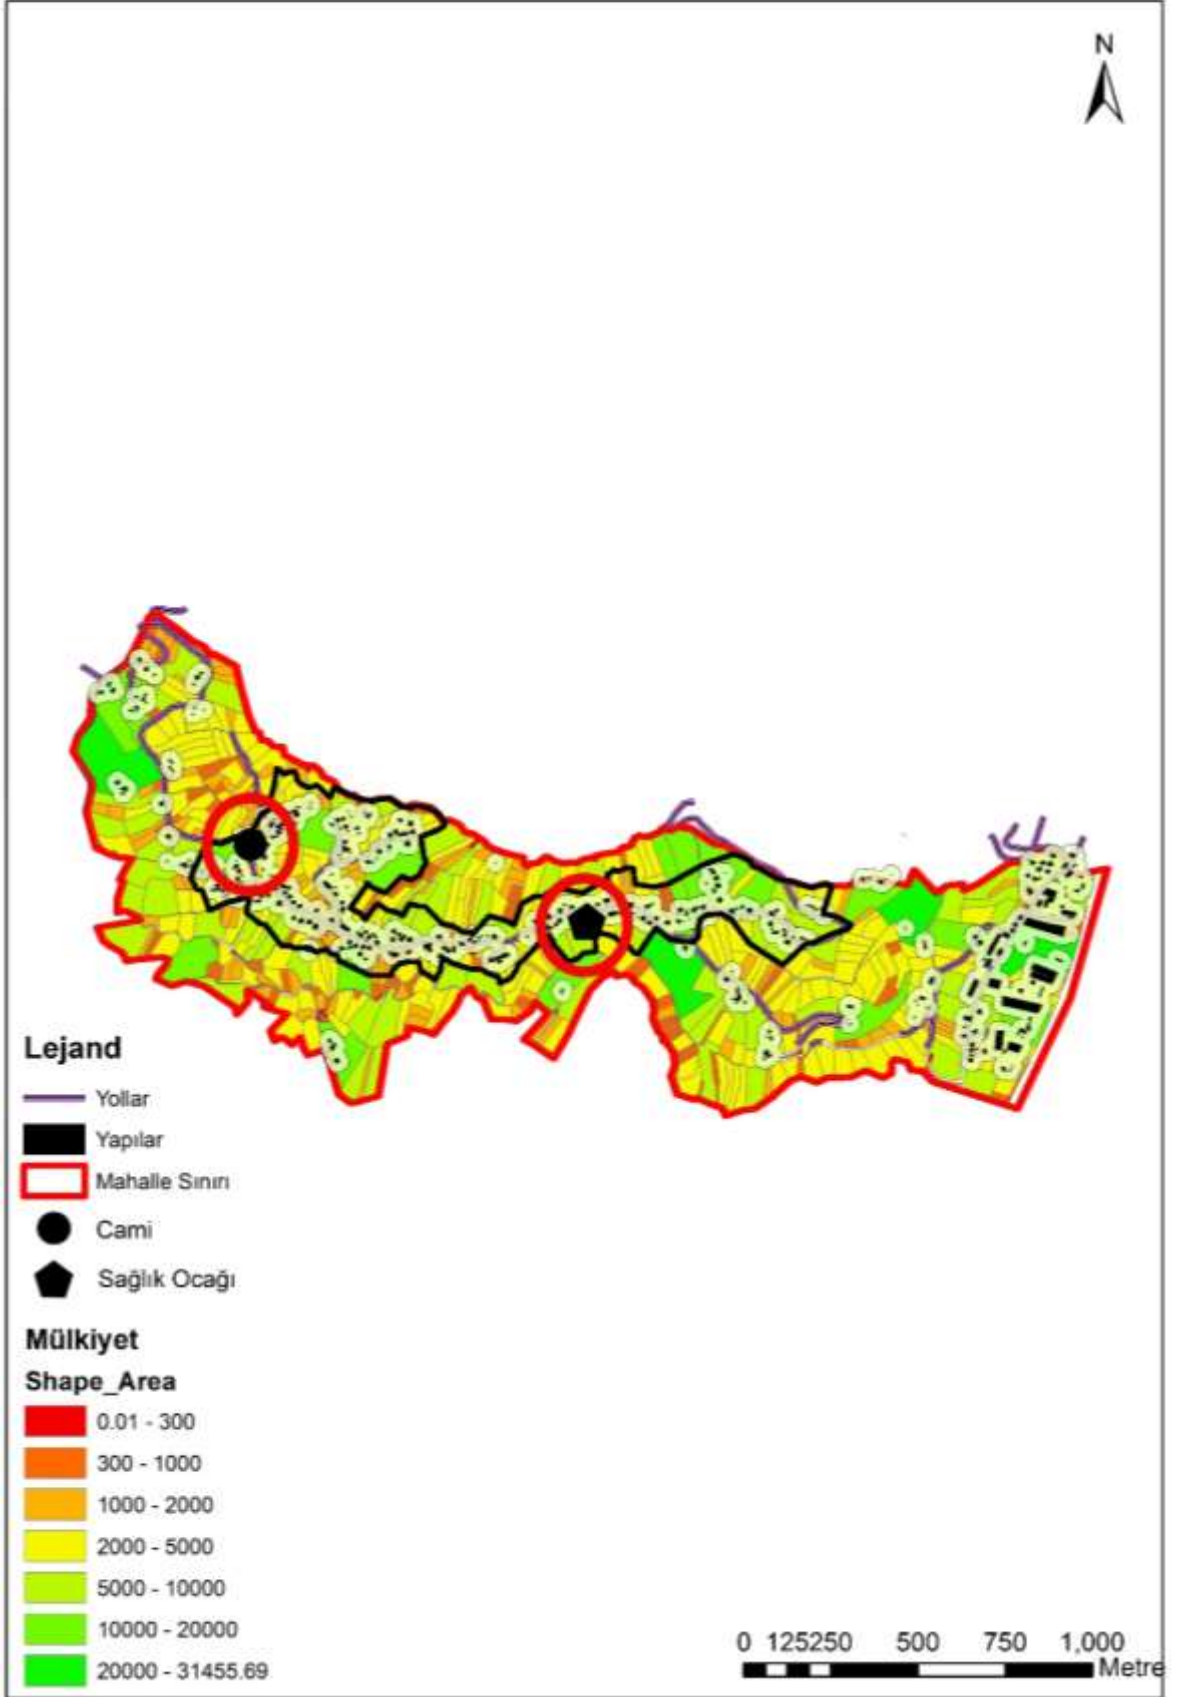 N
Lejand
Yollar
Yapılar
Mahalle Sınırı
Cami
Sağlık Ocağı
Mülkiyet
Shape_Area
0.01 - 300
300 - 1000
1000 - 2000
2000 - 5000
5000 - 10000
10000 - 20000
20000 - 31455.69
0 125250 500 750 1,000
Metre